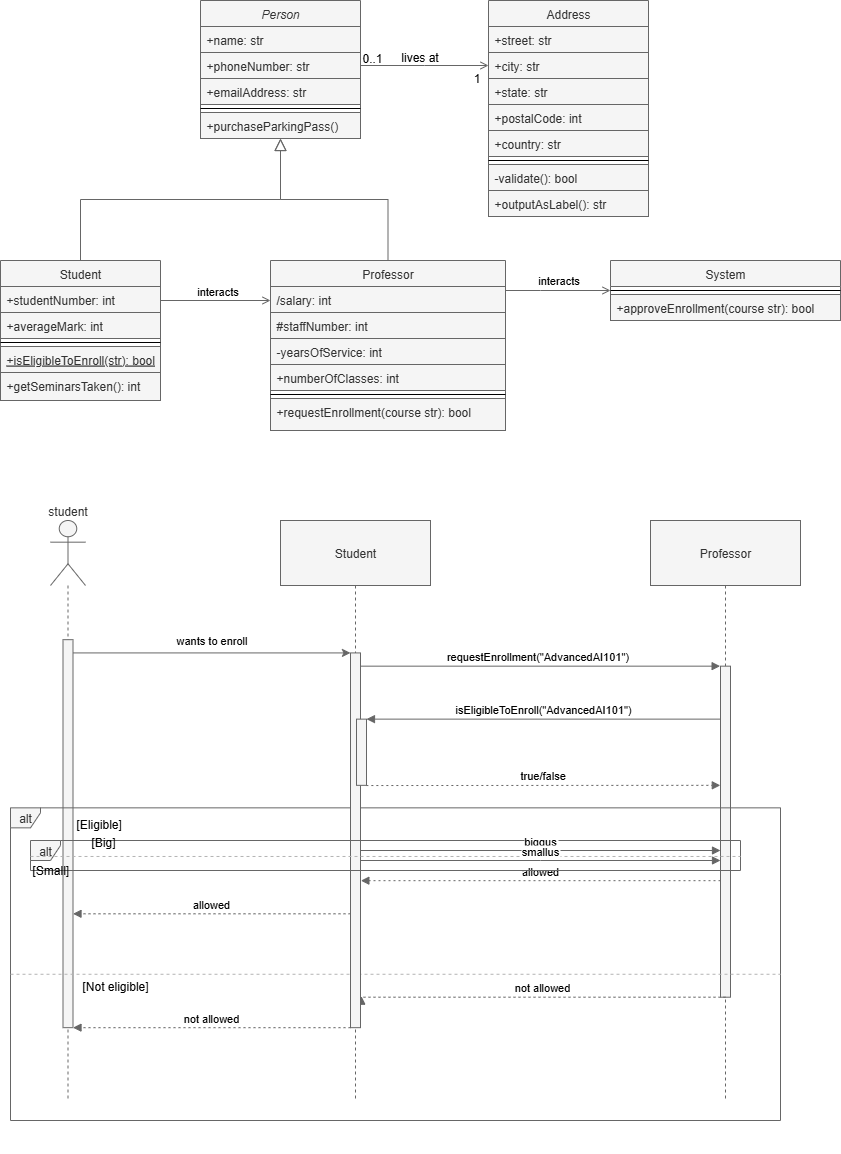 Person
+name: str
+phoneNumber: str
+emailAddress: str
+purchaseParkingPass()
0..1
lives at
1
Address
+street: str
+city: str
+state: str
+postalCode: int
+country: str
-validate(): bool
+outputAsLabel(): str
Student
+studentNumber: int
+averageMark: int
+isEligibleToEnroll(str): bool
+getSeminarsTaken(): int
interacts
Professor
/salary: int
#staffNumber: int
-yearsOfService: int
+numberOfClasses: int
+requestEnrollment(course str): bool
interacts
System
+approveEnrollment(course str): bool
student
Student
Professor
wants to enroll
requestEnrollment("AdvancedAI101")
isEligibleToEnroll("AdvancedAI101")
true/false
alt
[Eligible]
alt
[Big]
biggus
smallus
[Small]
allowed
allowed
[Not eligible]
not allowed
not allowed